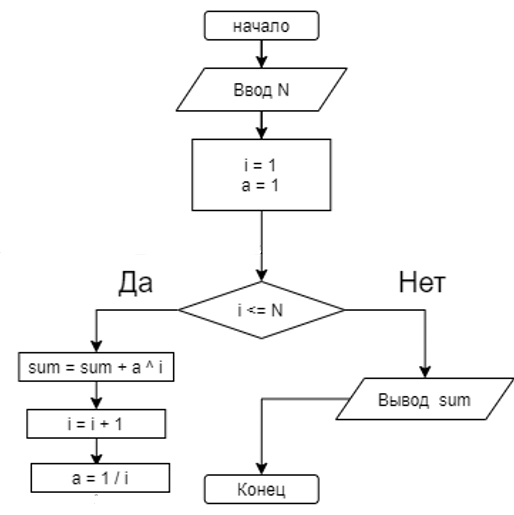 начало
Ввод N
i = 1
a = 1
Да
Нет
i <= N
sum = sum + a ^ i
Вывод sum
i = i + 1
a = 1 / i
Конец